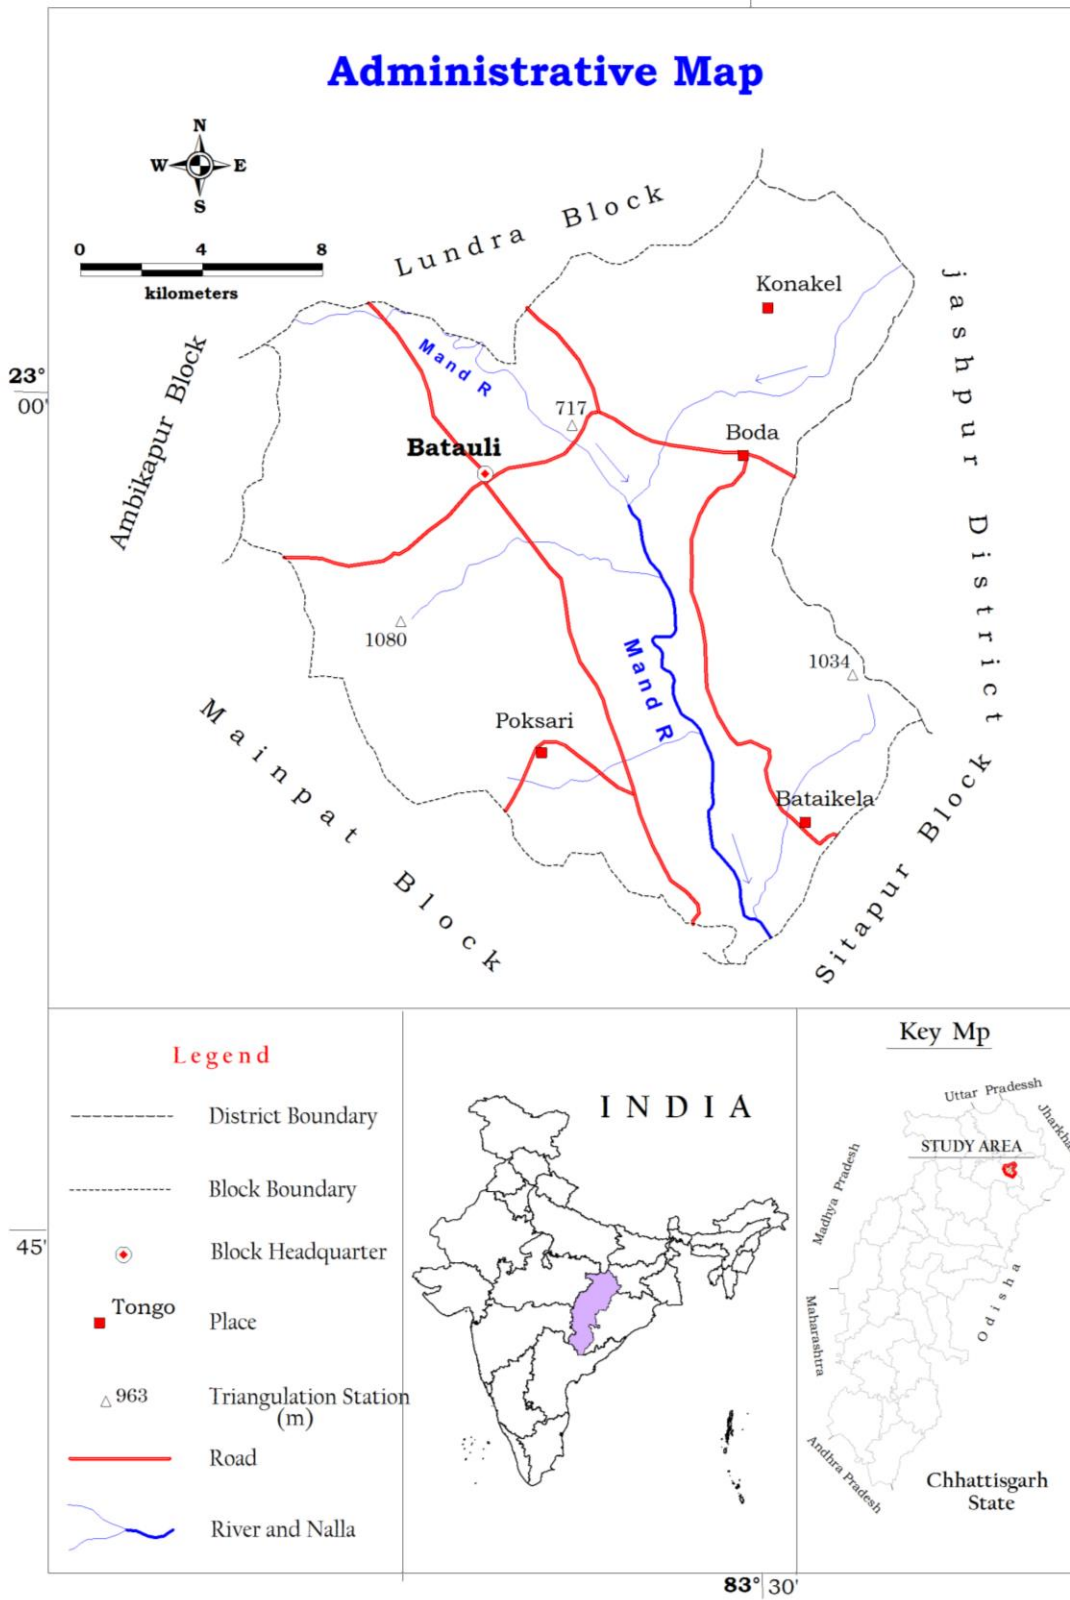 Administrative Map
N
W E
S
0 4 8
kilometers
Lundra Block
Konakel
jashpur District
Ambikapur Block
Mand R
23°
00'
717
Boda
Batauli
1080
1034
Mand R
Poksari
Mainpat Block
Bataikela
Sitapur Block
Legend
District Boundary
Block Boundary
Block Headquarter
Tongo
Place
963
Triangulation Station
(m)
Road
River and Nalla
45'
INDIA
Key Mp
Uttar Pradessh
STUDY AREA
Madhya Pradesh
Odisha
Maharashtra
Andhra Pradesh
Chhattisgarh
State
83° 30'